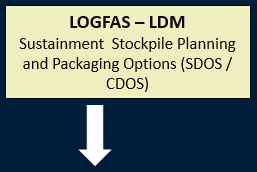 LOGFAS – LDM
Sustainment Stockpile Planning
and Packaging Options (SDOS /
CDOS)